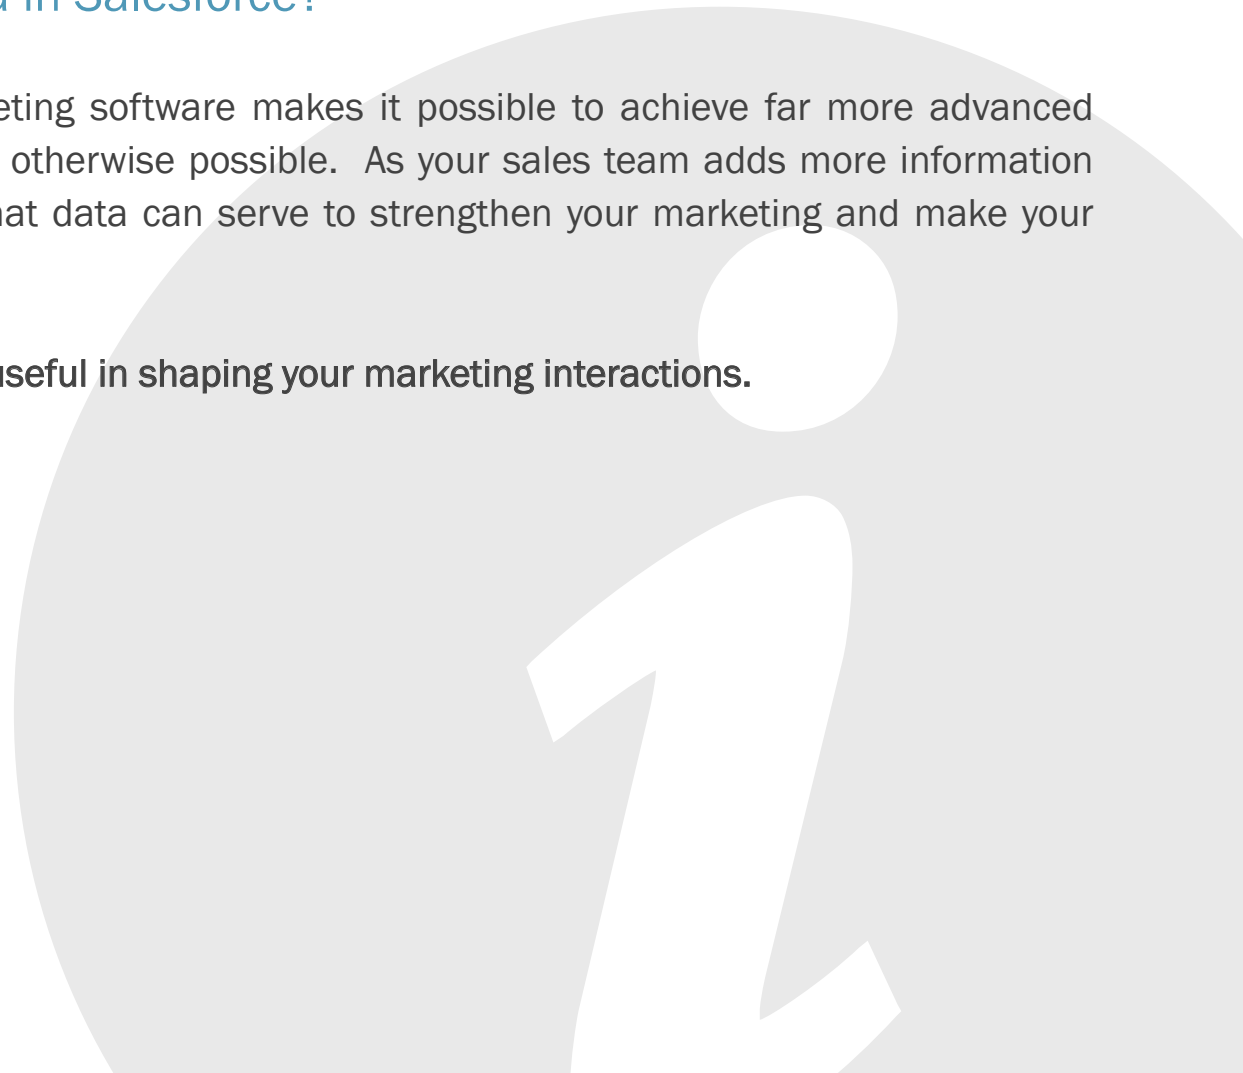 in Salesforce?
eting software makes it possible to achieve far more advanced
otherwise possible. As your sales team adds more information
hat data can serve to strengthen your marketing and make your
useful in shaping your marketing interactions.